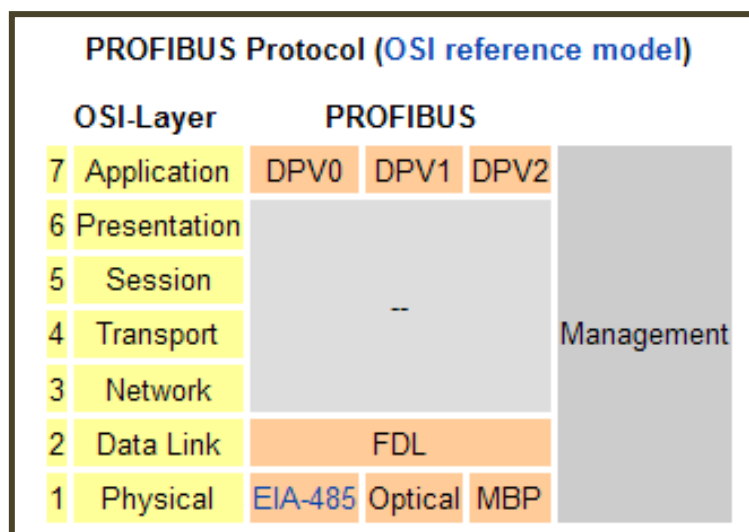 PROFIBUS Protocol (OSI reference model)
OSI-Layer PROFIBUS
7 Application DPV0 DPV1 DPV2
6 Presentation
5 Session
--
4 Transport Management
3 Network
2 Data Link FDL
1 Physical EIA-485 Optical MBP